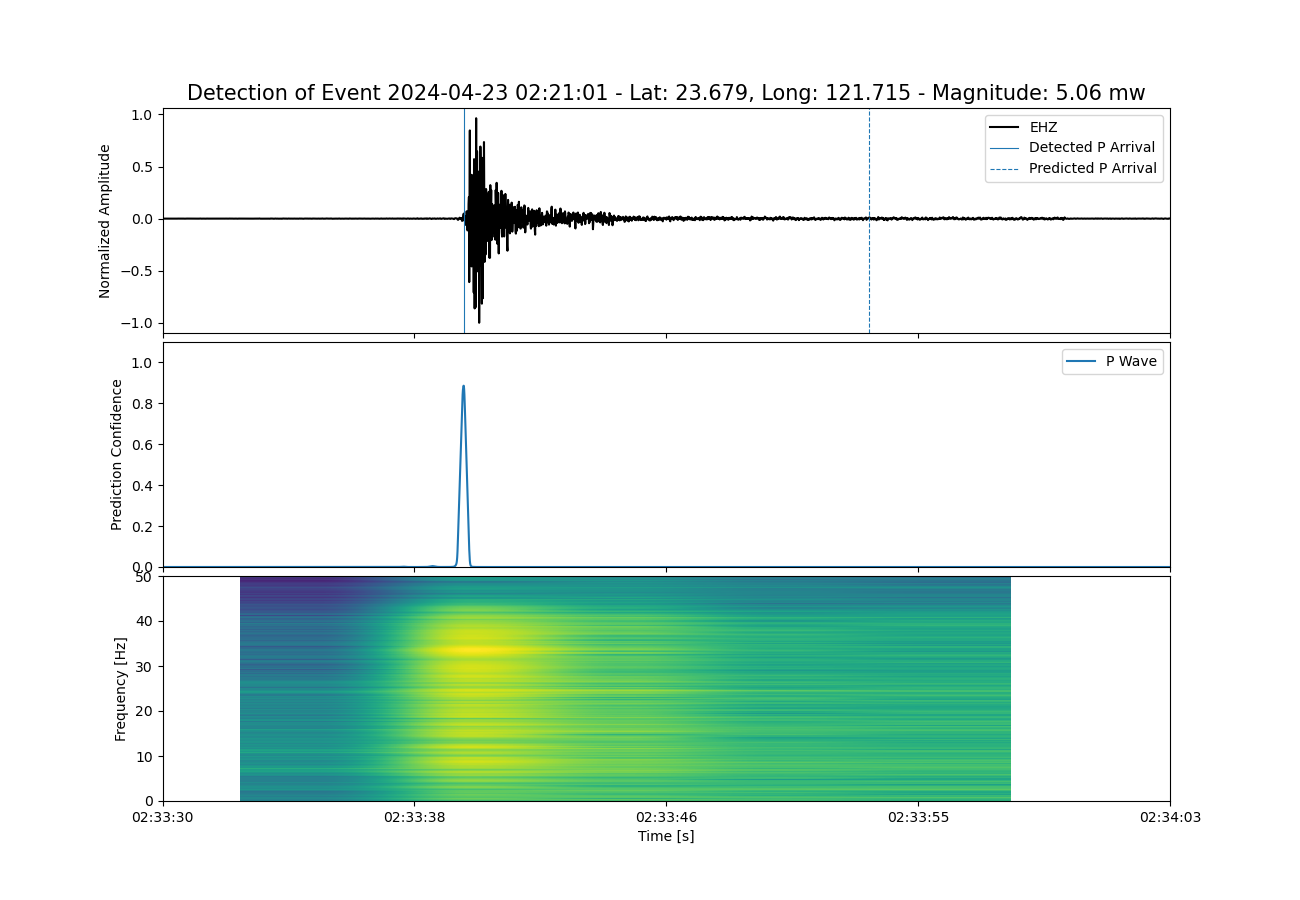 Detection of Event 2024-04-23 02:21:01 - Lat: 23.679, Long: 121.715 - Magnitude: 5.06 mw
1.0
0.5
0.0
−0.5
−1.0
Normalized Amplitude
EHZ
Detected P Arrival
Predicted P Arrival
1.0
0.8
0.6
0.4
0.2
0.0
Prediction Confidence
P Wave
50
40
30
20
10
0
Frequency [Hz]
02:33:30
02:33:38
02:33:46
02:33:55
02:34:03
Time [s]